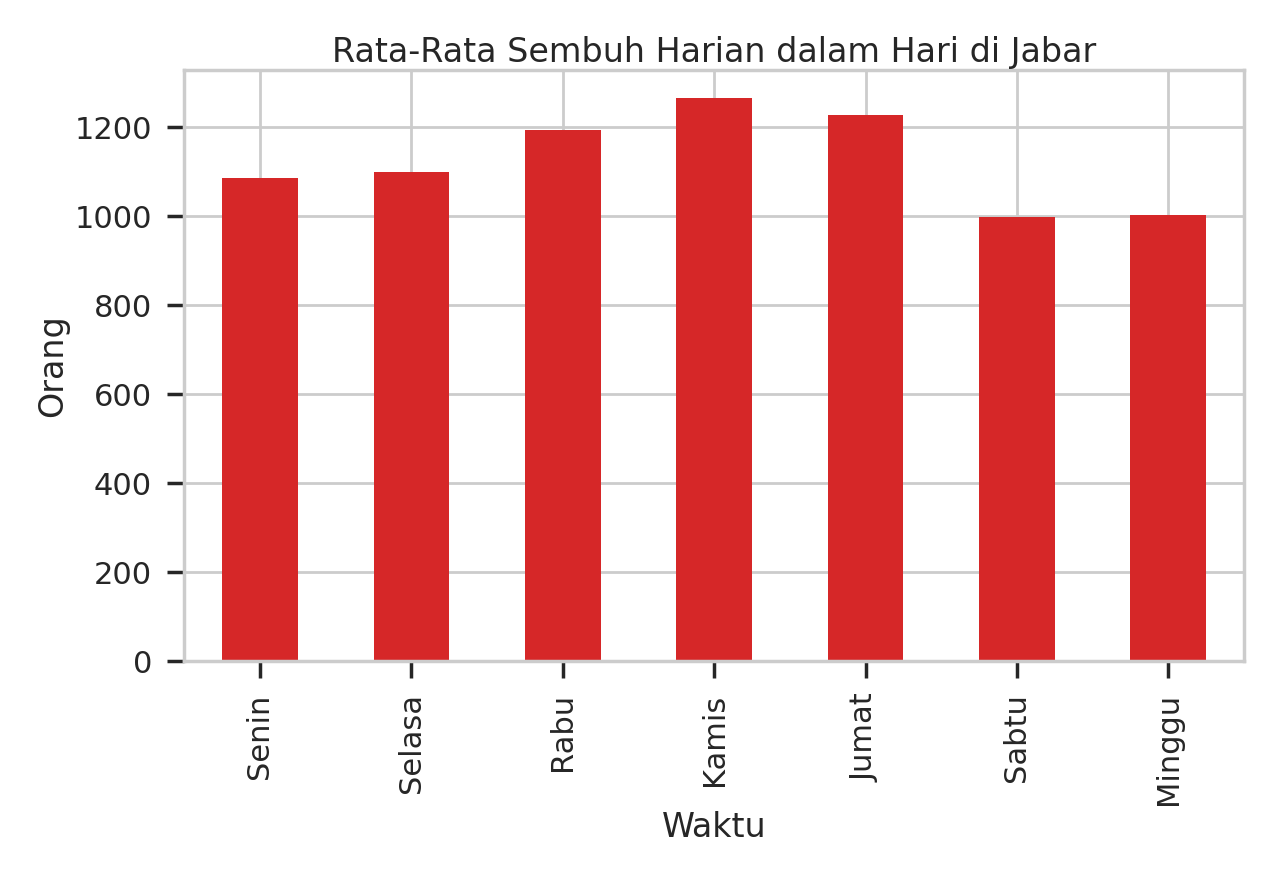 Rata-Rata Sembuh Harian dalam Hari di Jabar
1200
1000
800
600
400
200
0
Orang
Senin
Selasa
Rabu
Kamis
Jumat
Sabtu
Minggu
Waktu